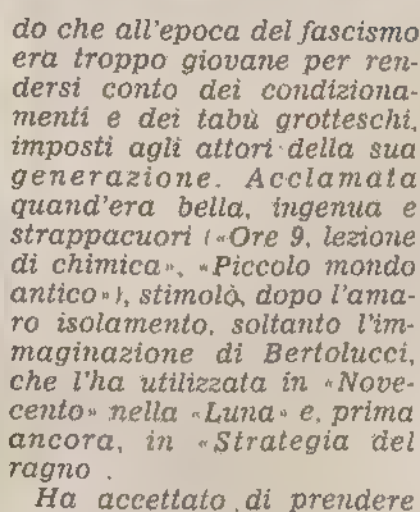 do che all'epoca del fascismo
era troppo giovane per ren-
dersi conto dei condiziona-
menti e dei tabù grotteschi,
imposti agli attori della sua
generazione. Acclamata
quand'era bella, ingenua e
strappacuori («Ore 9, lezione
di chimica», «Piccolo mondo
antico»), stimolò, dopo l'ama-
ro isolamento, soltanto l'im-
maginazione di Bertolucci,
che l'ha utilizzata in «Nove-
cento» nella «Luna» e, prima
ancora, in «Strategia del
ragno .
Ha accettato di prendere